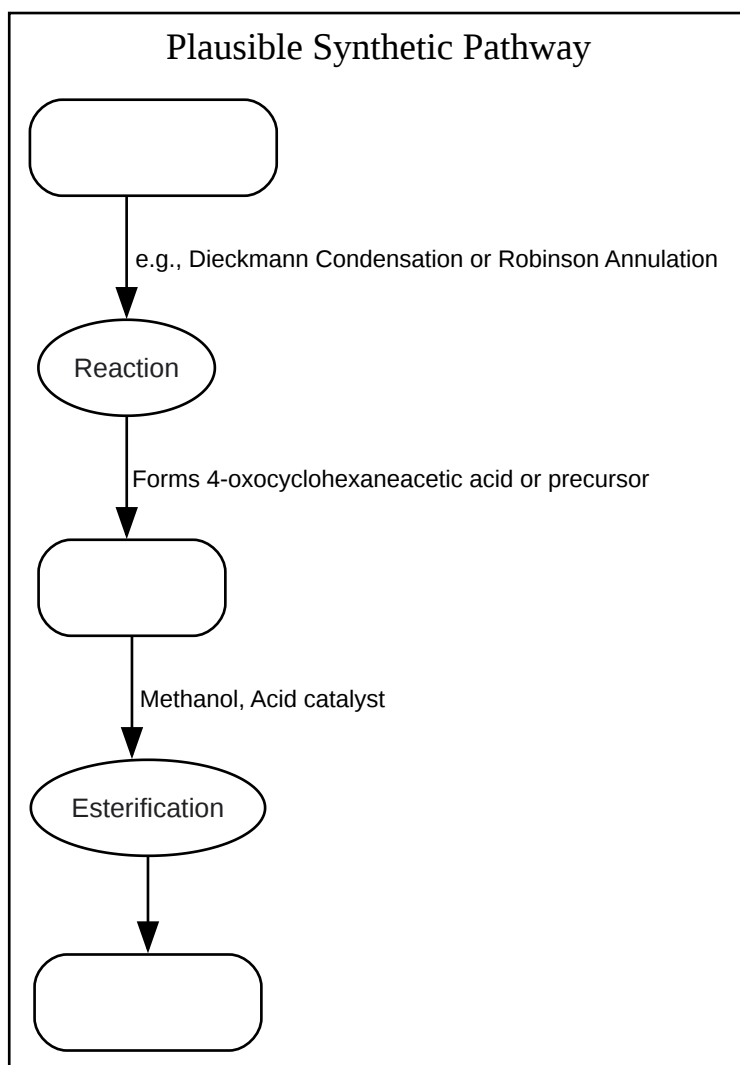 Plausible Synthetic Pathway
e.g., Dieckmann Condensation or Robinson Annulation
Reaction
Forms 4-oxocyclohexaneacetic acid or precursor
Methanol, Acid catalyst
Esterification